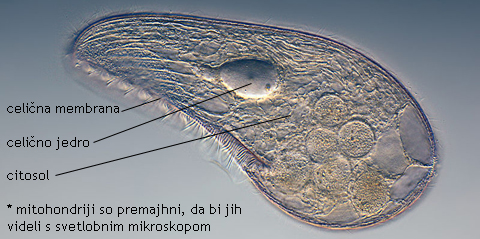 celična membrana
celično jedro
citosol
* mitohondriji so premajhni, da bi jih
videli s svetlobnim mikroskopom